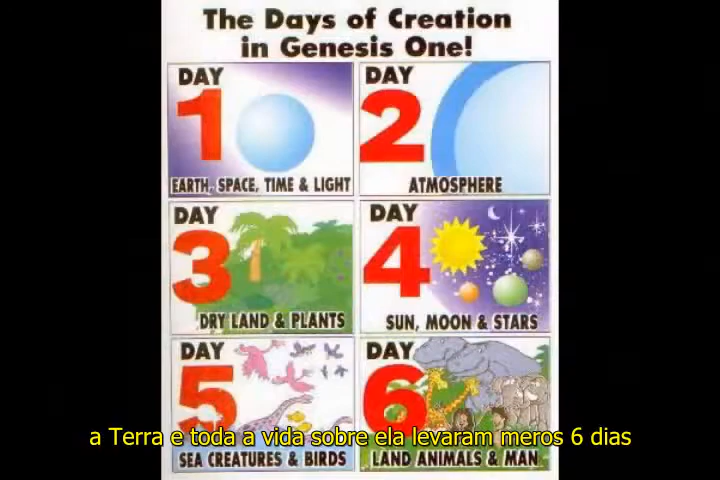 The Days of Creation
in Genesis One!
DAY
1
EARTH, SPACE, TIME & LIGHT
DAY
2
ATMOSPHERE
DAY
3
DRY LAND & PLANTS
DAY
4
SUN, MOON & STARS
DAY
5
SEA CREATURES & BIRDS
DAY
6
LAND ANIMALS & MAN
a Terra e toda a vida sobre ela levaram meros 6 dias